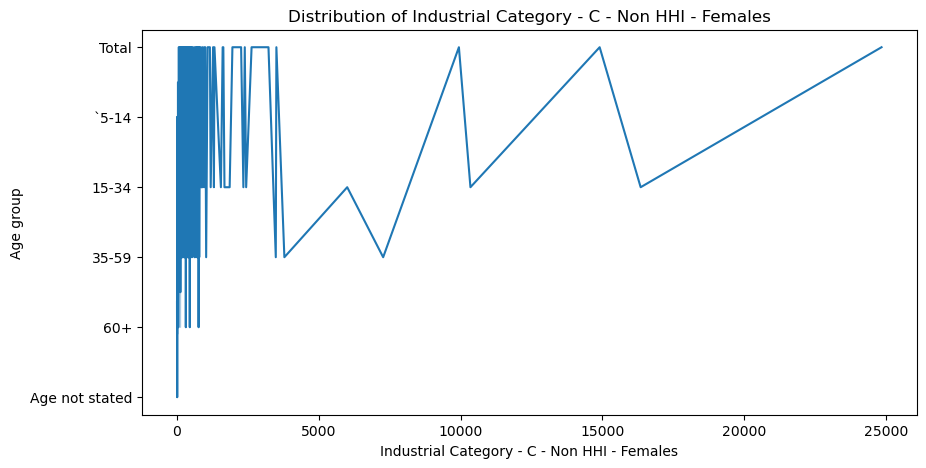 Distribution of Industrial Category - C - Non HHI - Females
Total
`5-14
15-34
35-59
60+
Age not stated
Age group
0 5000 10000 15000 20000 25000
Industrial Category - C - Non HHI - Females